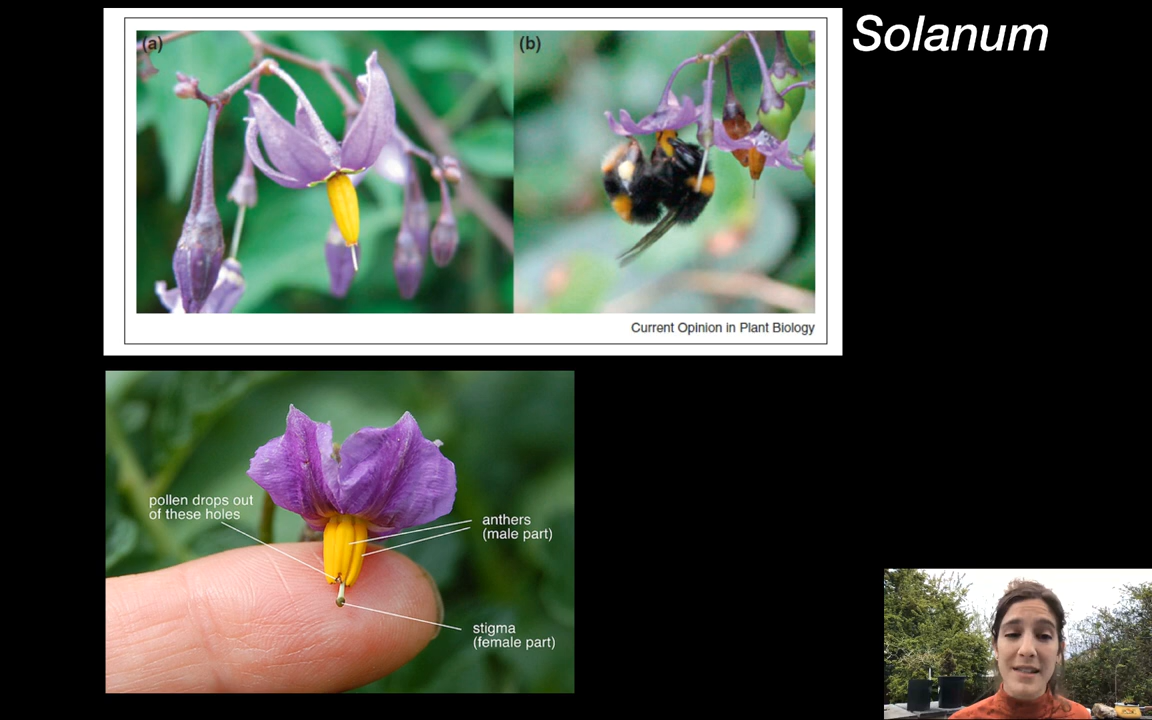 Solanum
(a)
(b)
Current Opinion in Plant Biology
pollen drops out
of these holes
anthers
(male part)
stigma
(female part)